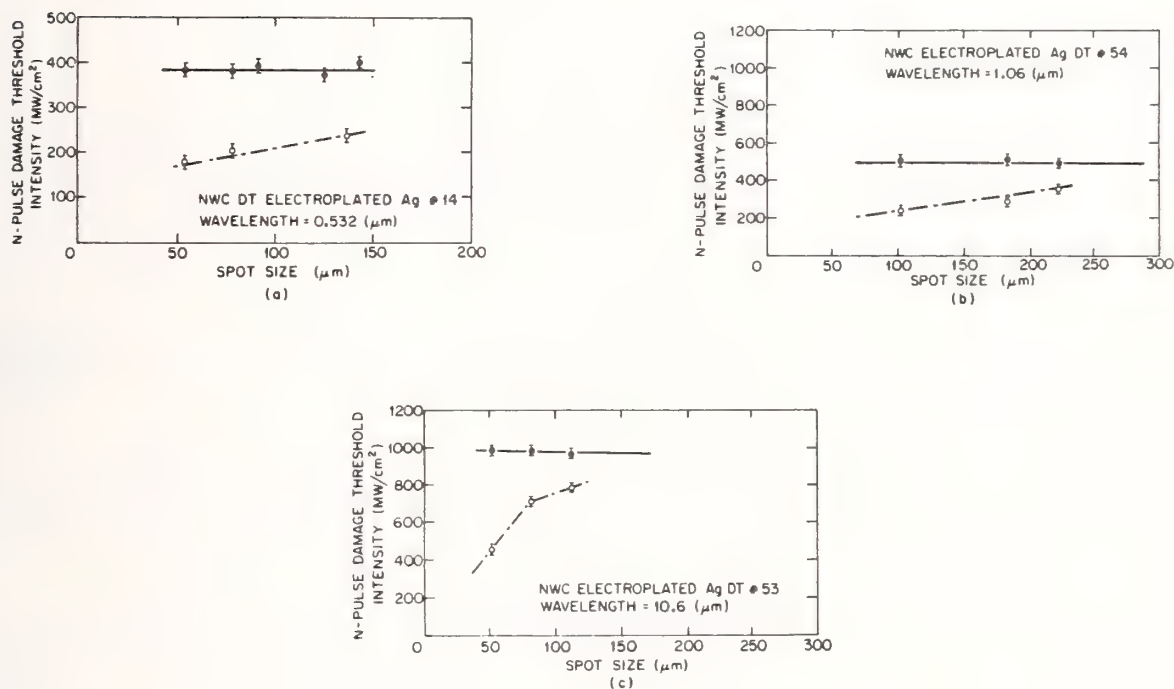 N-PULSE DAMAGE THRESHOLD
INTENSITY (MW/cm²)
500
400
300
200
100
0
50
100
150
200
NWC DT ELECTROPLATED Ag #14
WAVELENGTH = 0.532 (μm)
SPOT SIZE (μm)
(a)
N-PULSE DAMAGE THRESHOLD
INTENSITY (MW/cm²)
1200
1000
800
600
400
200
0
50
100
150
200
250
300
NWC ELECTROPLATED Ag DT #54
WAVELENGTH = 1.06 (μm)
SPOT SIZE (μm)
(b)
N-PULSE DAMAGE THRESHOLD
INTENSITY (MW/cm²)
1200
1000
800
600
400
200
0
50
100
150
200
250
300
NWC ELECTROPLATED Ag DT #53
WAVELENGTH = 10.6 (μm)
SPOT SIZE (μm)
(c)